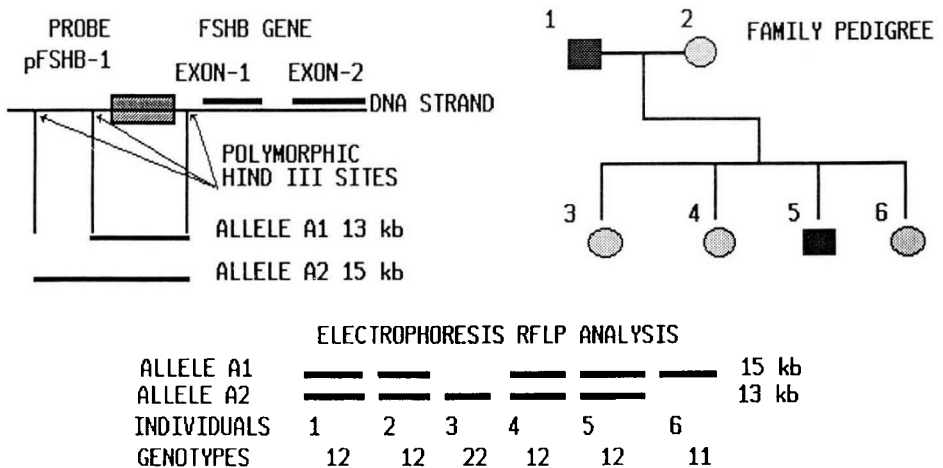 PROBE
pFSHB-1
FSHB GENE
EXON-1 EXON-2
DNA STRAND
POLYMORPHIC
HIND III SITES
ALLELE A1 13 kb
ALLELE A2 15 kb
1 2
FAMILY PEDIGREE
3 4 5 6
ELECTROPHORESIS RFLP ANALYSIS
ALLELE A1 15 kb
ALLELE A2 13 kb
INDIVIDUALS 1 2 3 4 5 6
GENOTYPES 12 12 22 12 12 11